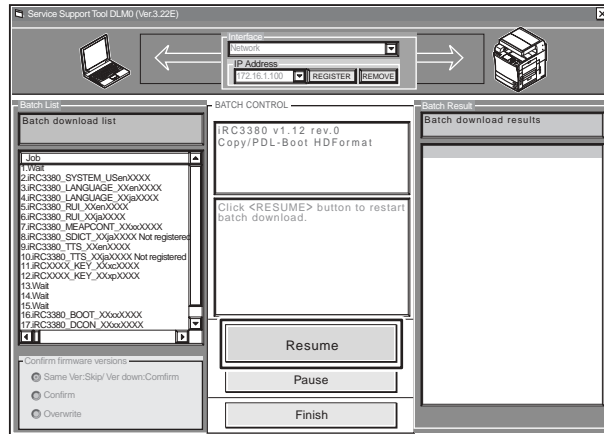 Service Support Tool DLM0 (Ver.3.22E)
Interface
Network
IP Address
172.16.1.100
REGISTER
REMOVE
Batch List
Batch download list
Job
1.Wait
2.iRC3380_SYSTEM_USenXXXX
3.iRC3380_LANGUAGE_XXenXXXX
4.iRC3380_LANGUAGE_XXjaXXXX
5.iRC3380_RUI_XXenXXXX
6.iRC3380_RUI_XXjaXXXX
7.iRC3380_MEAPCONT_XXxxXXXX
8.iRC3380_SDICT_XXjaXXXX Not registered
9.iRC3380_TTS_XXenXXXX
10.iRC3380_TTS_XXjaXXXX Not registered
11.iRCXXXX_KEY_XXxcXXXX
12.iRCXXXX_KEY_XXxpXXXX
13.Wait
14.Wait
15.Wait
16.iRC3380_BOOT_XXxxXXXX
17.iRC3380_DCON_XXxxXXXX
Confirm firmware versions
Same Ver:Skip/ Ver down:Comfirm
Confirm
Overwrite
BATCH CONTROL
iRC3380 v1.12 rev.0
Copy/PDL-Boot HDFormat
Click <RESUME> button to restart
batch download.
Resume
Pause
Finish
Batch Result
Batch download results